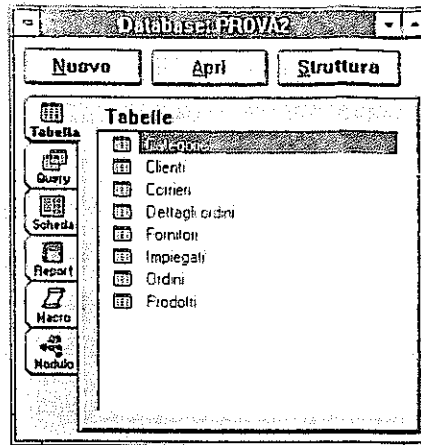 Database: PROVA2
Nuovo Apri Struttura
Tabella
Query
Scheda
Report
Macro
Modulo
Tabelle
Categorie
Clienti
Corrieri
Dettagli ordini
Fornitori
Impiegati
Ordini
Prodotti